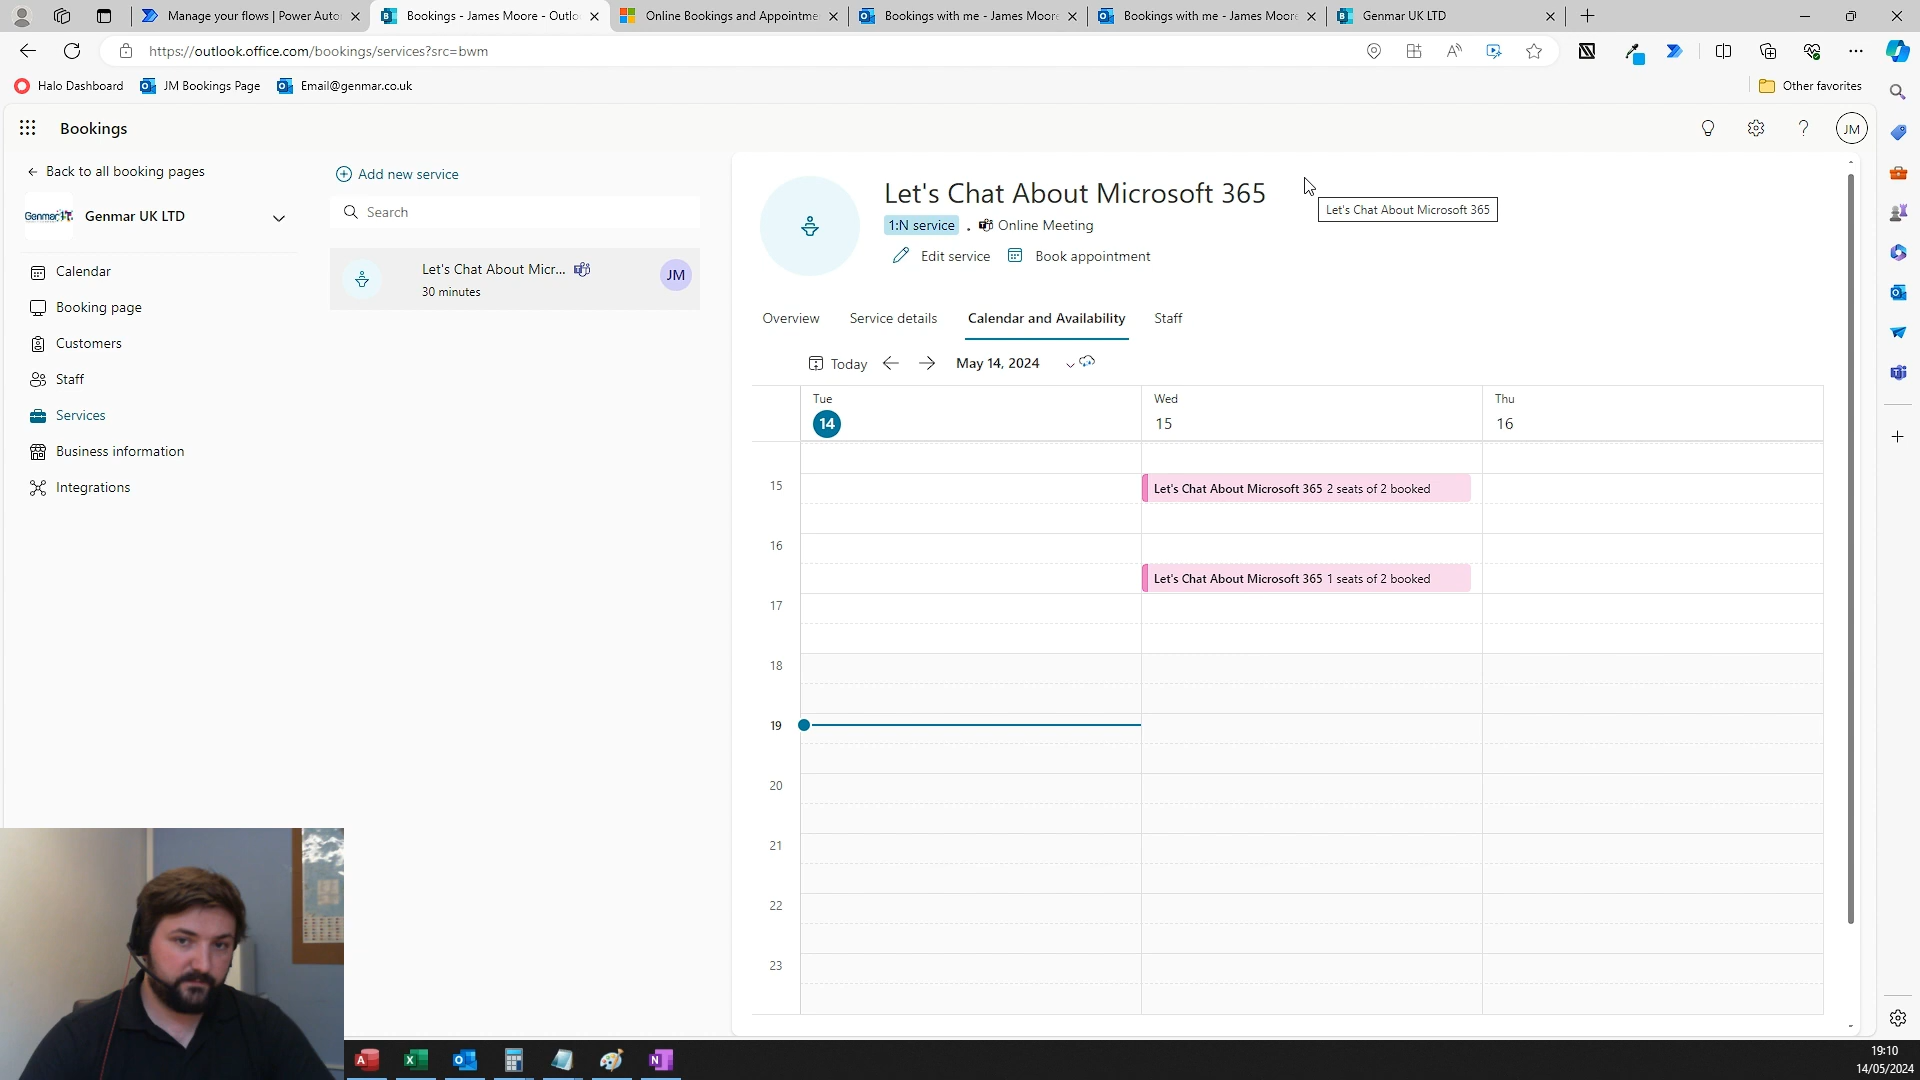 Manage your flows | Power Auto
Bookings - James Moore - Outlo
Online Bookings and Appointme
Bookings with me - James Moore
Bookings with me - James Moore
Genmar UK LTD
https://outlook.office.com/bookings/services?src=bwm
Halo Dashboard
JM Bookings Page
Email@genmar.co.uk
Other favorites
Bookings
JM
Back to all booking pages
Genmar IT
Genmar UK LTD
Calendar
Booking page
Customers
Staff
Services
Business information
Integrations
Add new service
Search
Let's Chat About Micr...
30 minutes
JM
Let's Chat About Microsoft 365
1:N service . Online Meeting
Let's Chat About Microsoft 365
Edit service
Book appointment
Overview
Service details
Calendar and Availability
Staff
Today
May 14, 2024
Tue
14
Wed
15
Thu
16
15
Let's Chat About Microsoft 365 2 seats of 2 booked
16
Let's Chat About Microsoft 365 1 seats of 2 booked
17
18
19
20
21
22
23
19:10
14/05/2024